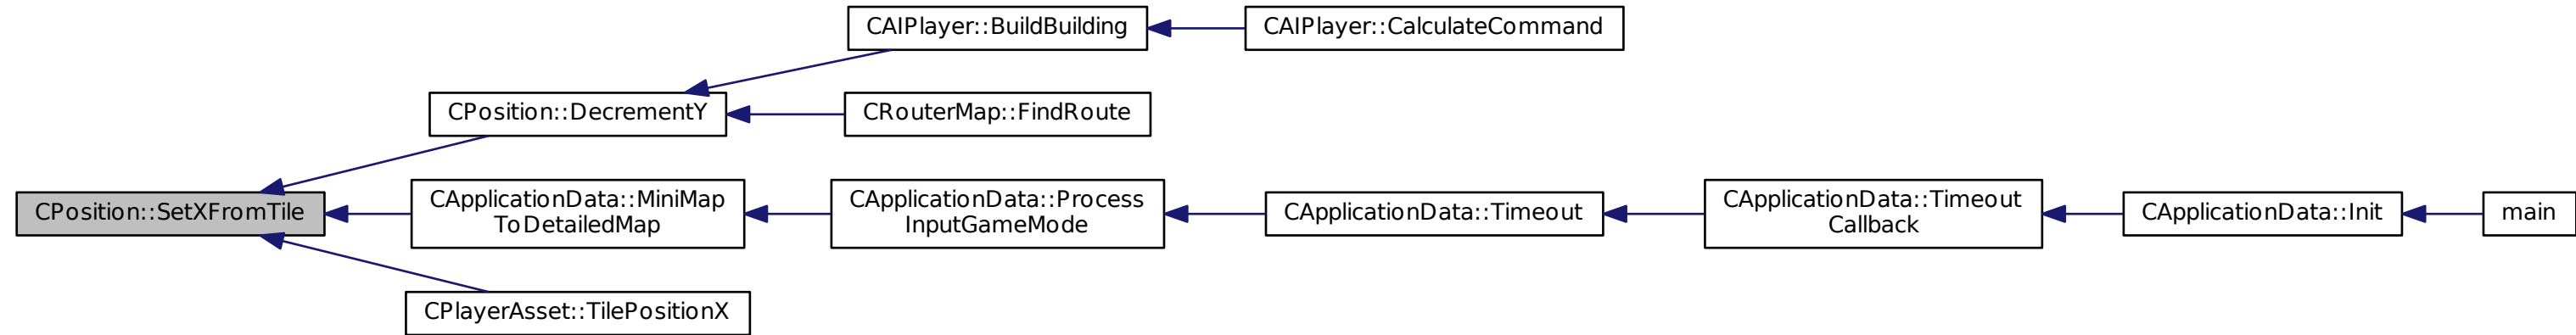 CAIPlayer::BuildBuilding
CAIPlayer::CalculateCommand
CPosition::DecrementY
CRouterMap::FindRoute
CPosition::SetXFromTile
CApplicationData::MiniMap
ToDetailedMap
CApplicationData::Process
InputGameMode
CApplicationData::Timeout
CApplicationData::Timeout
Callback
CApplicationData::Init
main
CPlayerAsset::TilePositionX